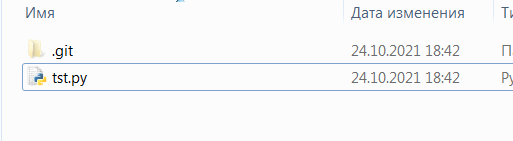 Имя Дата изменения
.git 24.10.2021 18:42
tst.py 24.10.2021 18:42